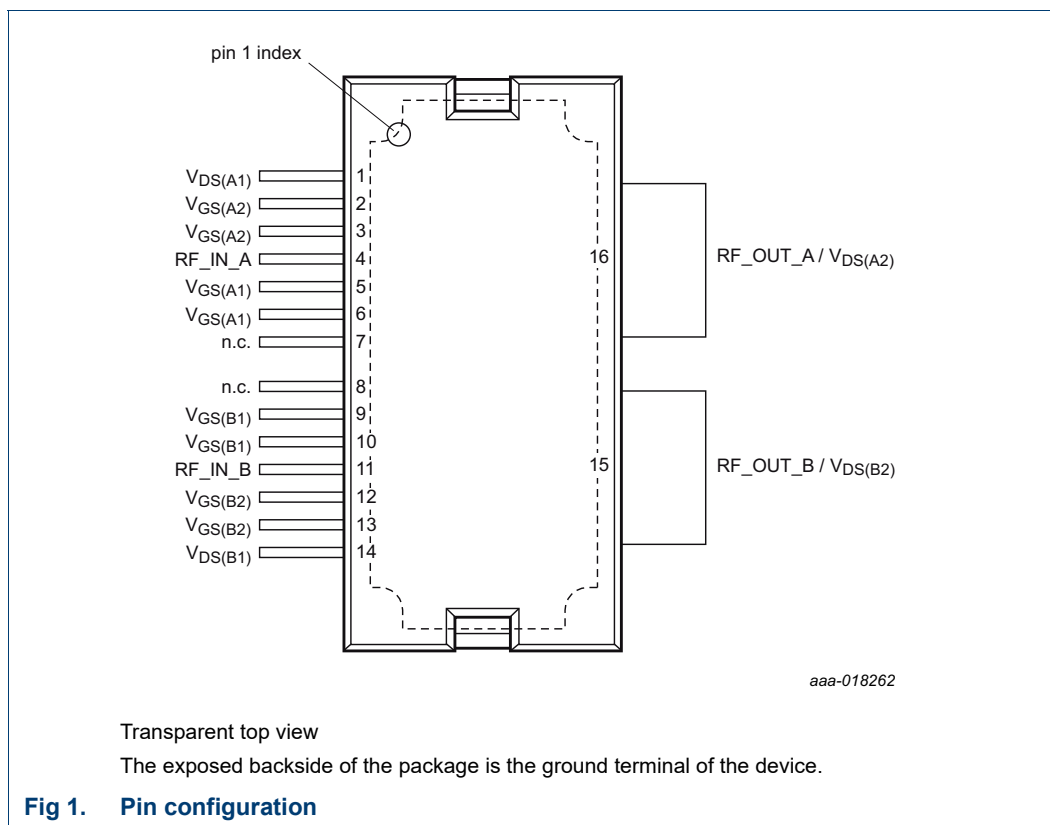 pin 1 index
VDS(A1) 1
VGS(A2) 2
VGS(A2) 3
RF_IN_A 4
VGS(A1) 5
VGS(A1) 6
n.c. 7
n.c. 8
VGS(B1) 9
VGS(B1) 10
RF_IN_B 11
VGS(B2) 12
VGS(B2) 13
VDS(B1) 14
16 RF_OUT_A / VDS(A2)
15 RF_OUT_B / VDS(B2)
aaa-018262
Transparent top view
The exposed backside of the package is the ground terminal of the device.
Fig 1. Pin configuration